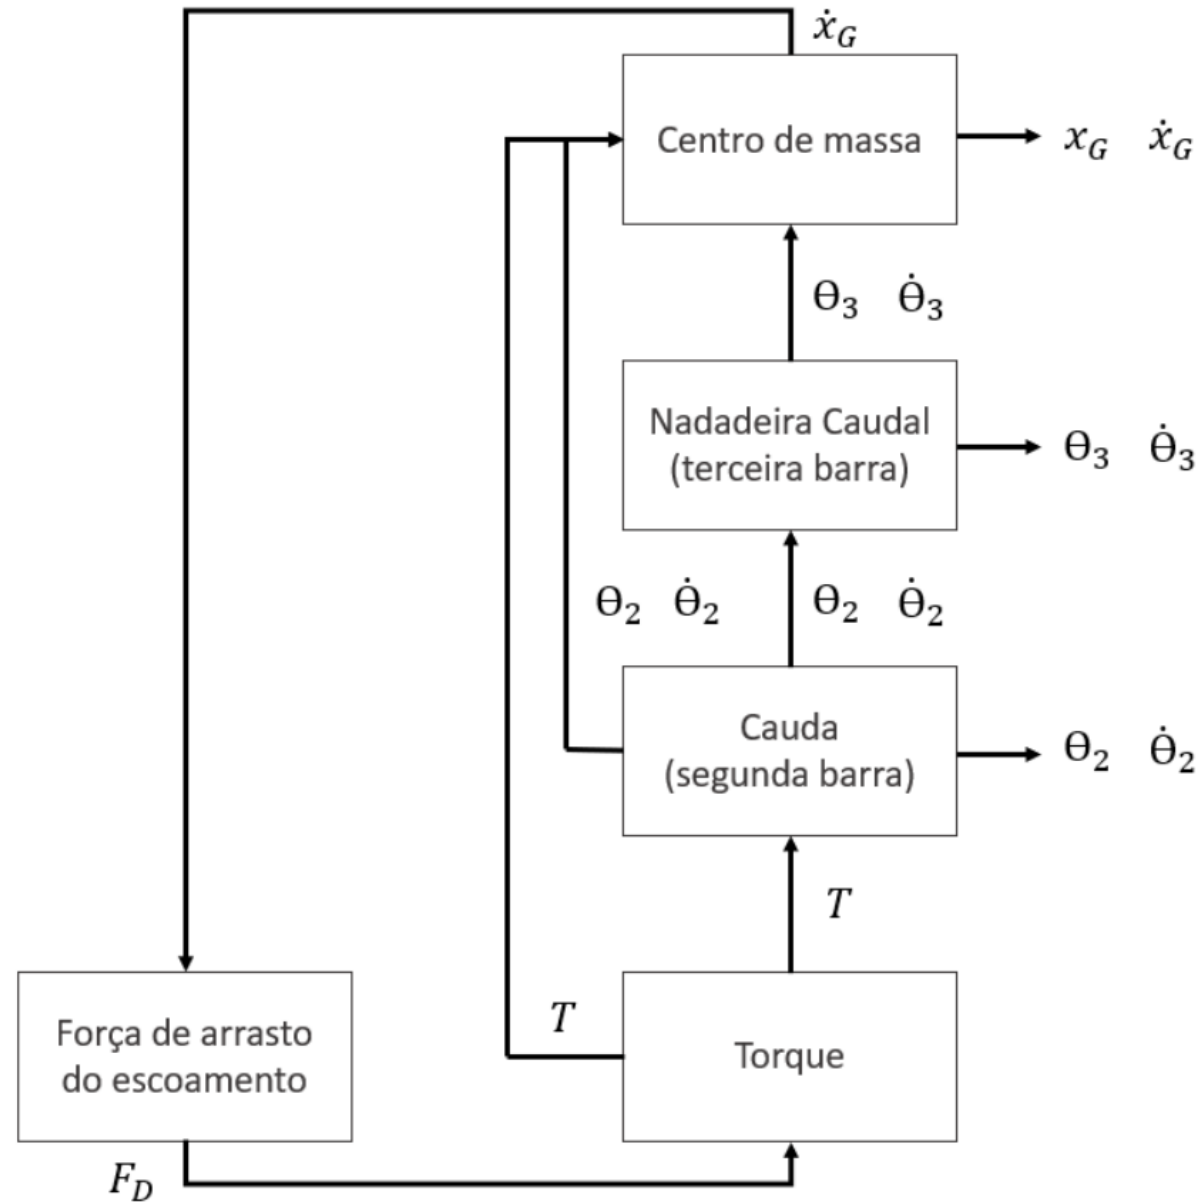 ẋ_G
Centro de massa
x_G ẋ_G
Θ₃ Θ̇₃
Nadadeira Caudal
(terceira barra)
Θ₃ Θ̇₃
Θ₂ Θ̇₂
Θ₂ Θ̇₂
Cauda
(segunda barra)
Θ₂ Θ̇₂
T
Força de arrasto
do escoamento
T
Torque
F_D